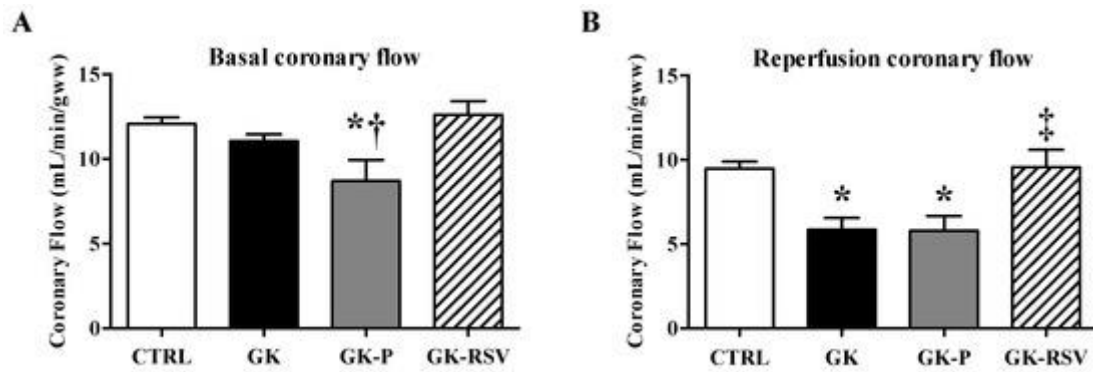 A
Basal coronary flow
Coronary Flow (mL/min/gww)
15
10
5
0
*†
CTRL
GK
GK-P
GK-RSV
B
Reperfusion coronary flow
Coronary Flow (mL/min/gww)
15
10
5
0
*
*
‡
CTRL
GK
GK-P
GK-RSV